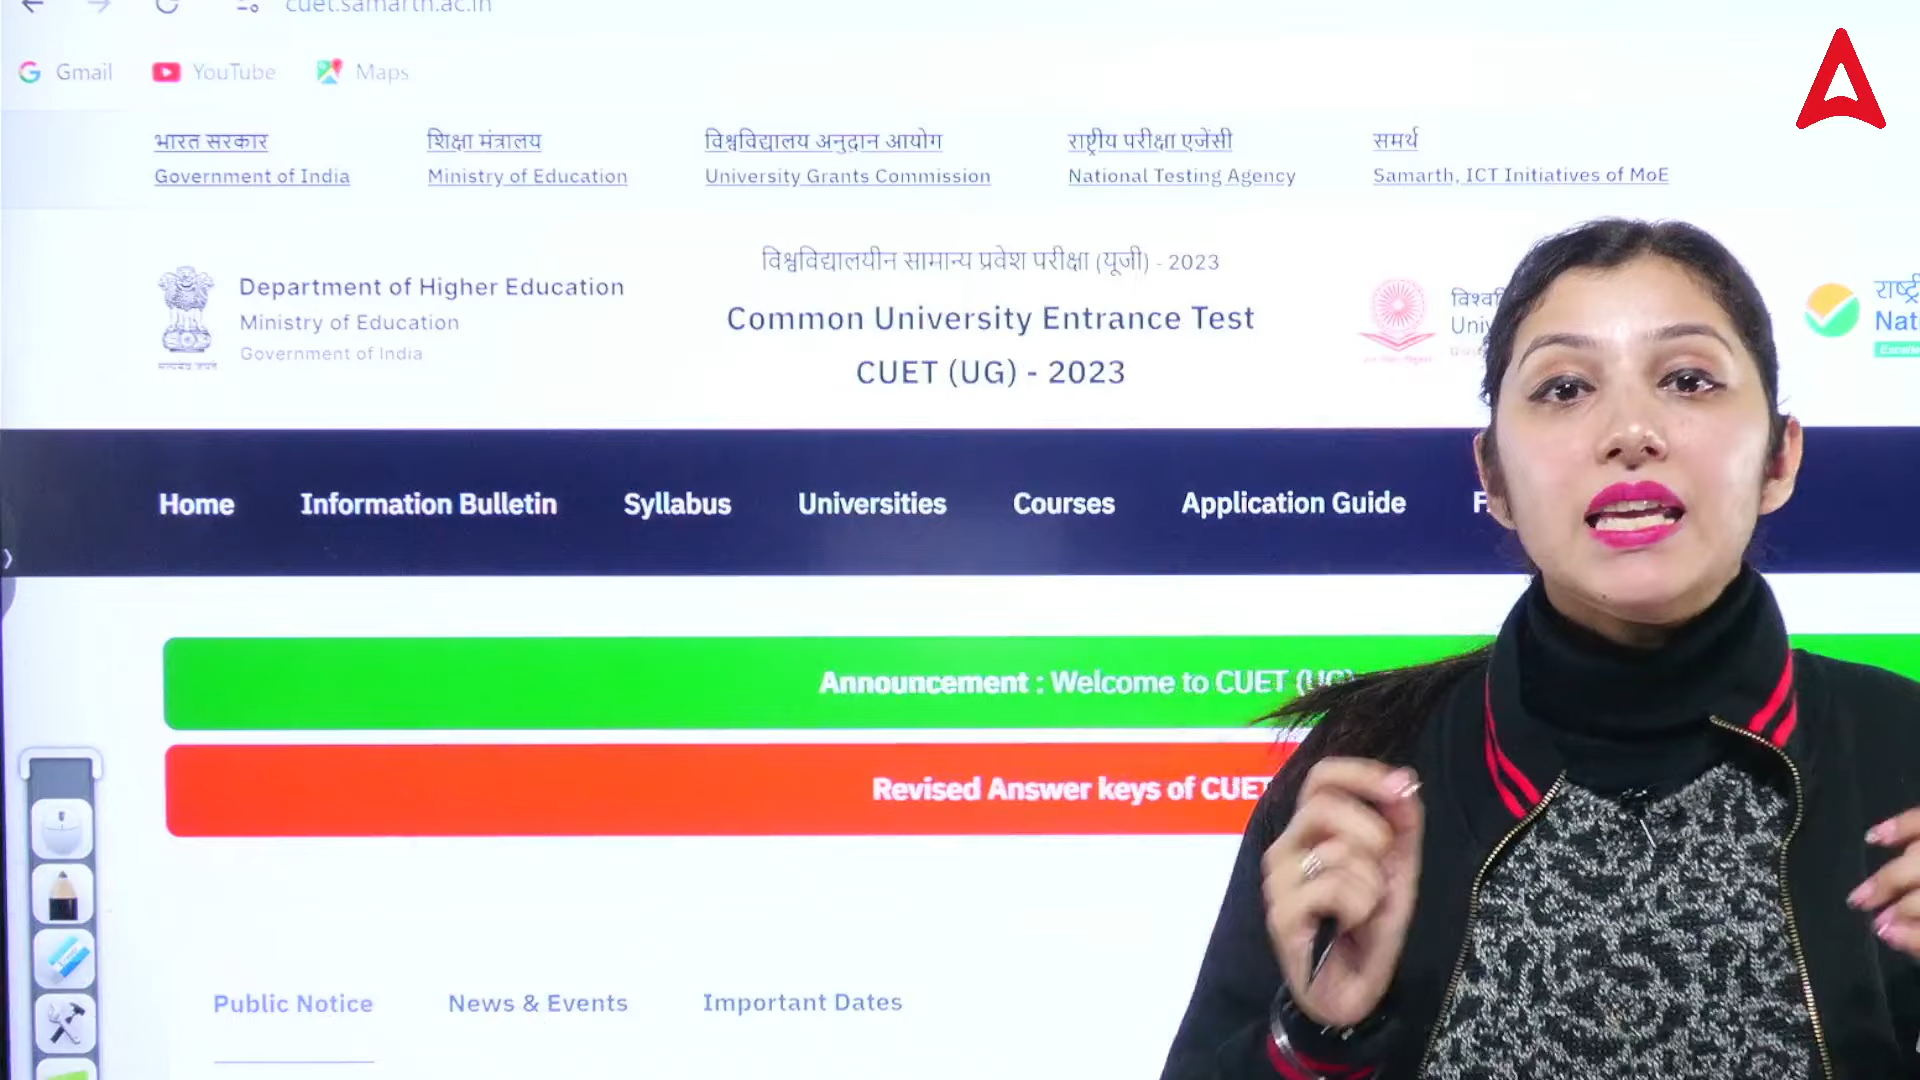 cuet.samarth.ac.in
Gmail YouTube Maps
भारत सरकार शिक्षा मंत्रालय विश्वविद्यालय अनुदान आयोग राष्ट्रीय परीक्षा एजेंसी समर्थ
Government of India Ministry of Education University Grants Commission National Testing Agency Samarth, ICT Initiatives of MoE
विश्वविद्यालयीन सामान्य प्रवेश परीक्षा (यूजी) - 2023
Department of Higher Education
Ministry of Education
Government of India
सत्यमेव जयते
Common University Entrance Test
CUET (UG) - 2023
Home Information Bulletin Syllabus Universities Courses Application Guide
Announcement : Welcome to CUET (UG)
Revised Answer keys of CUET
Public Notice News & Events Important Dates